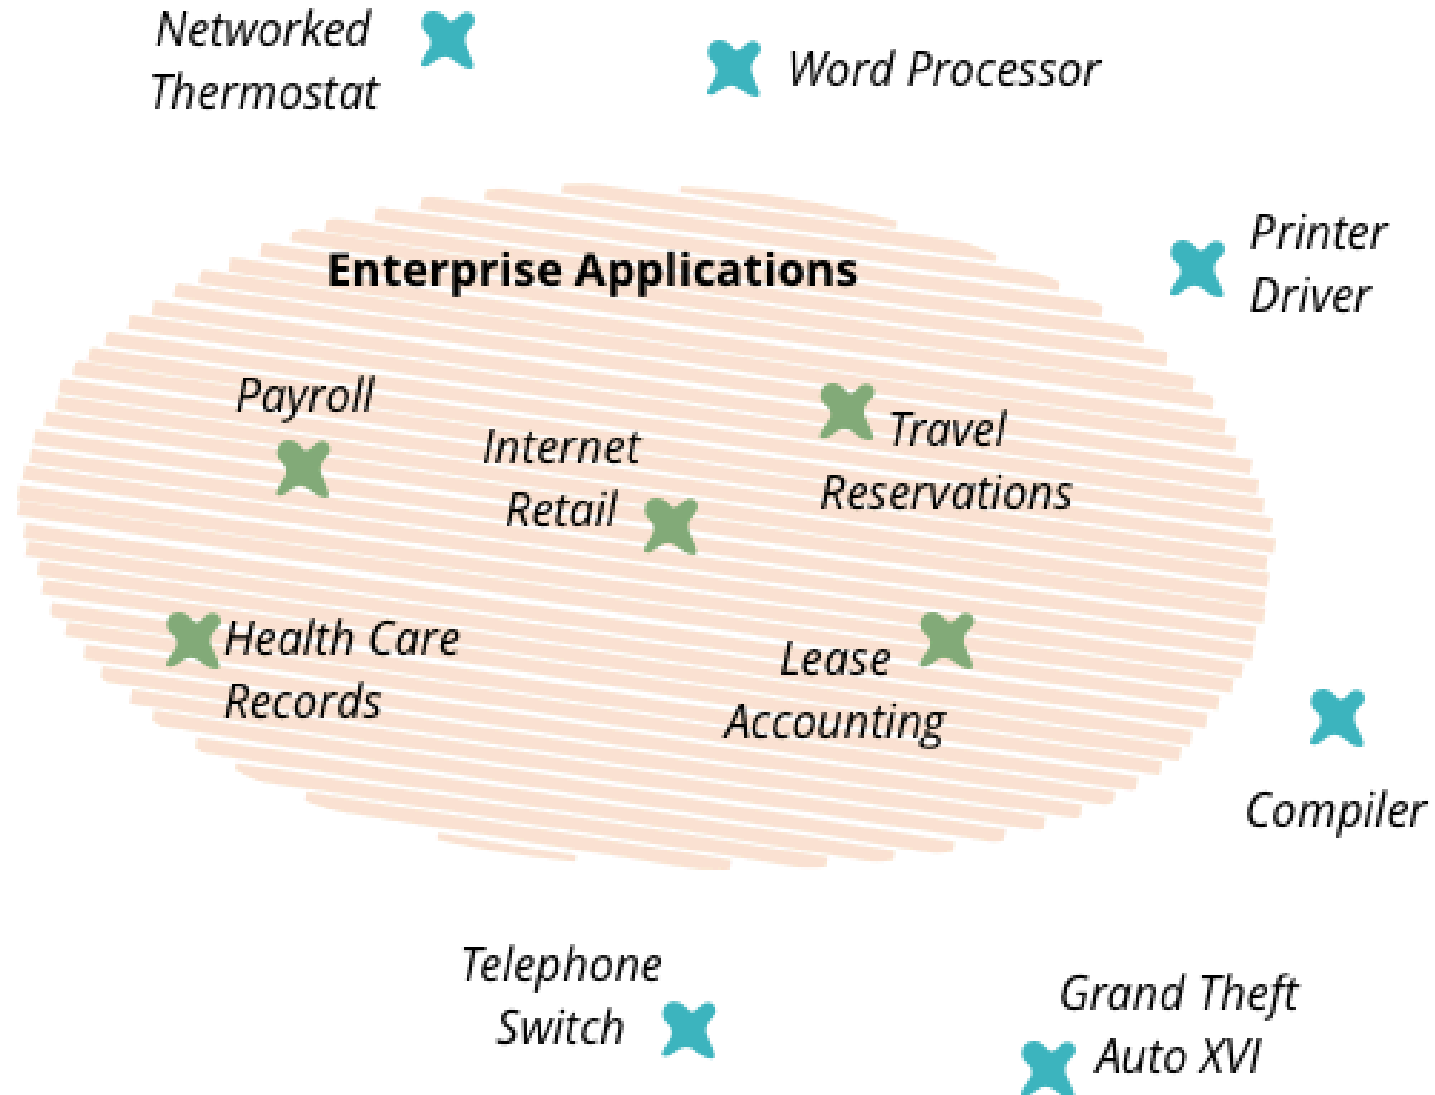 Networked
Thermostat
Word Processor
Printer
Driver
Enterprise Applications
Payroll
Internet
Retail
Travel
Reservations
Health Care
Records
Lease
Accounting
Compiler
Telephone
Switch
Grand Theft
Auto XVI